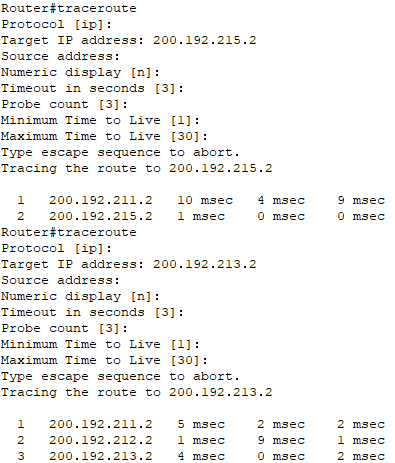 Router#traceroute
Protocol [ip]:
Target IP address: 200.192.215.2
Source address:
Numeric display [n]:
Timeout in seconds [3]:
Probe count [3]:
Minimum Time to Live [1]:
Maximum Time to Live [30]:
Type escape sequence to abort.
Tracing the route to 200.192.215.2
1 200.192.211.2 10 msec 4 msec 9 msec
2 200.192.215.2 1 msec 0 msec 0 msec
Router#traceroute
Protocol [ip]:
Target IP address: 200.192.213.2
Source address:
Numeric display [n]:
Timeout in seconds [3]:
Probe count [3]:
Minimum Time to Live [1]:
Maximum Time to Live [30]:
Type escape sequence to abort.
Tracing the route to 200.192.213.2
1 200.192.211.2 5 msec 2 msec 2 msec
2 200.192.212.2 1 msec 9 msec 1 msec
3 200.192.213.2 4 msec 0 msec 2 msec